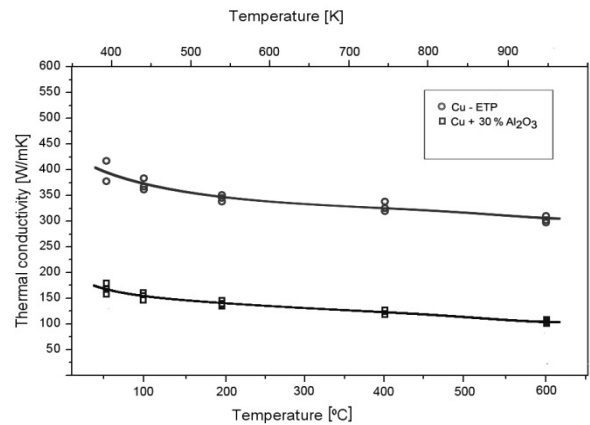 Temperature [K]
400 500 600 700 800 900
600
550
500
450
400
350
300
250
200
150
100
50
Thermal conductivity [W/mK]
Cu - ETP
Cu + 30 % Al₂O₃
100 200 300 400 500 600
Temperature [ºC]